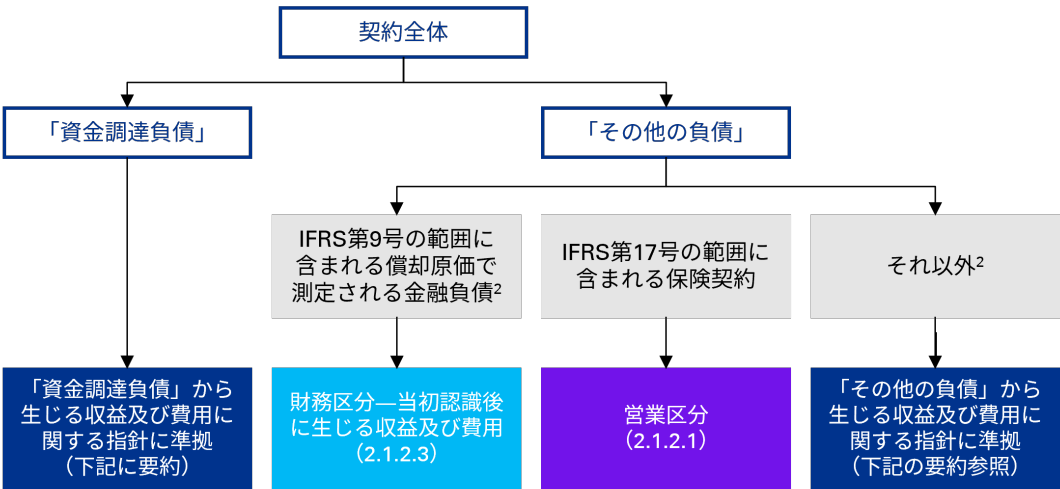 契約全体
「資金調達負債」
「その他の負債」
IFRS第9号の範囲に
含まれる償却原価で
測定される金融負債2
IFRS第17号の範囲に
含まれる保険契約
それ以外2
「資金調達負債」から
生じる収益及び費用に
関する指針に準拠
（下記に要約）
財務区分―当初認識後
に生じる収益及び費用
（2.1.2.3）
営業区分
（2.1.2.1）
「その他の負債」から
生じる収益及び費用に
関する指針に準拠
（下記の要約参照）